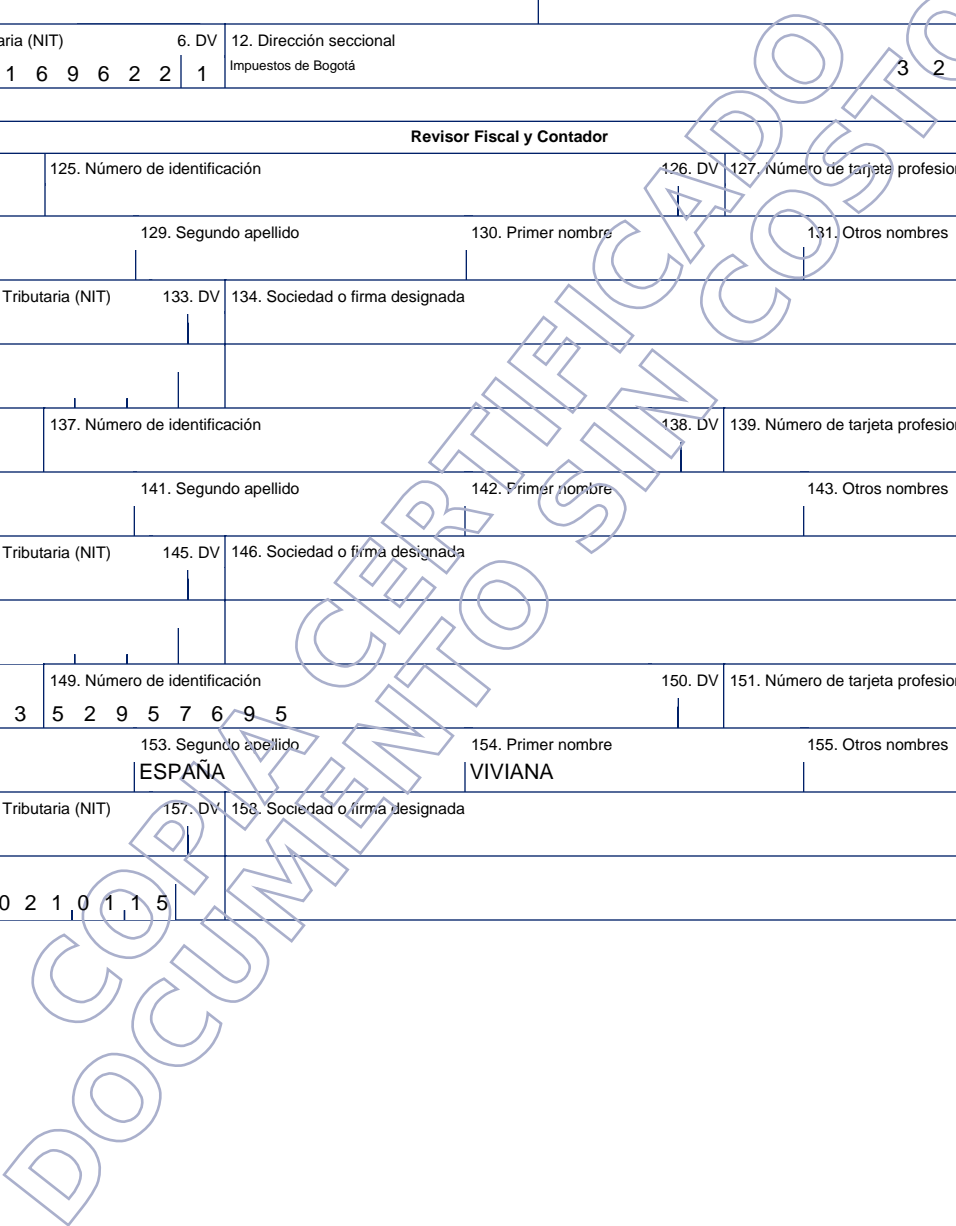 aria (NIT) 6. DV 12. Dirección seccional
1 6 9 6 2 2 1 Impuestos de Bogotá 3 2
Revisor Fiscal y Contador
125. Número de identificación 126. DV 127. Número de tarjeta profesion
129. Segundo apellido 130. Primer nombre 131. Otros nombres
Tributaria (NIT) 133. DV 134. Sociedad o firma designada
137. Número de identificación 138. DV 139. Número de tarjeta profesion
141. Segundo apellido 142. Primer nombre 143. Otros nombres
Tributaria (NIT) 145. DV 146. Sociedad o firma designada
149. Número de identificación 150. DV 151. Número de tarjeta profesion
3 5 2 9 5 7 6 9 5
153. Segundo apellido 154. Primer nombre 155. Otros nombres
ESPAÑA VIVIANA
Tributaria (NIT) 157. DV 158. Sociedad o firma designada
0 2 1 0 1 1 5
COPIA CERTIFICADO
DOCUMENTO SIN COSTO